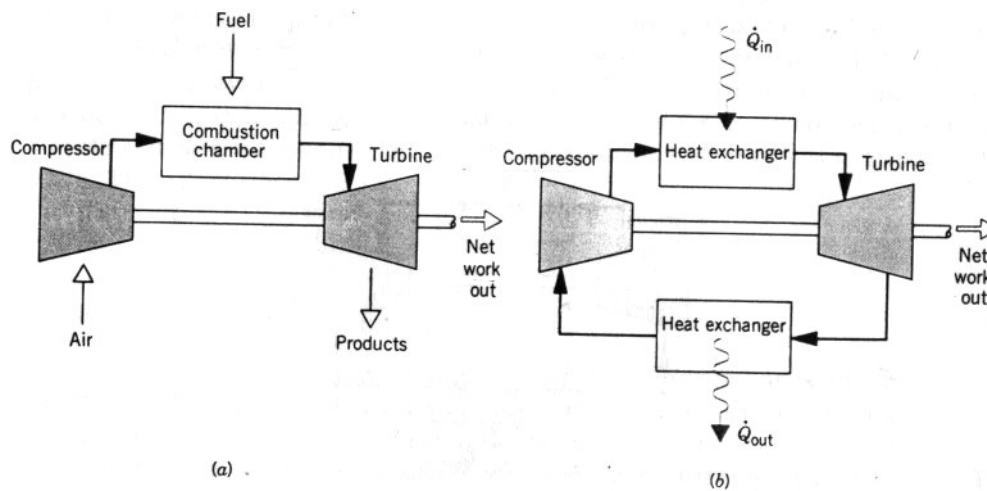 Fuel
Combustion
chamber
Compressor
Turbine
Net
work
out
Air
Products
(a)
Q̇in
Heat exchanger
Compressor
Turbine
Net
work
out
Heat exchanger
Q̇out
(b)